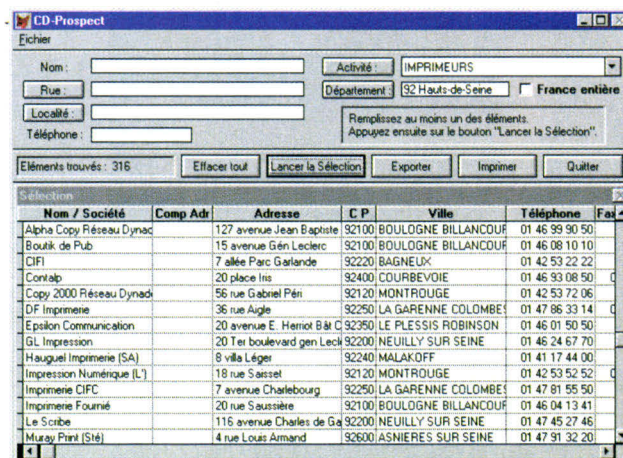 CD-Prospect
Fichier
Nom :
Activité :
IMPRIMEURS
Rue :
Département :
92 Hauts-de-Seine
France entière
Localité :
Remplissez au moins un des éléments.
Appuyez ensuite sur le bouton "Lancer la Sélection".
Téléphone :
Eléments trouvés : 316
Effacer tout
Lancer la Sélection
Exporter
Imprimer
Quitter
Sélection
Nom / Société Comp Adr Adresse C P Ville Téléphone Fax
Alpha Copy Réseau Dynac 127 avenue Jean Baptiste 92100 BOULOGNE BILLANCOUF 01 46 99 90 50
Boutik de Pub 15 avenue Gén Leclerc 92100 BOULOGNE BILLANCOUF 01 46 08 10 10
CIFI 7 allée Parc Garlande 92220 BAGNEUX 01 42 53 22 22
Contalp 20 place Iris 92400 COURBEVOIE 01 46 93 08 50 0
Copy 2000 Réseau Dynado 56 rue Gabriel Péri 92120 MONTROUGE 01 42 53 72 06
DF Imprimerie 36 rue Aigle 92250 LA GARENNE COLOMBES 01 47 86 33 14 0
Epsilon Communication 20 avenue E. Herriot Bât C 92350 LE PLESSIS ROBINSON 01 46 01 50 50
GL Impression 20 Ter boulevard gen Lecle 92200 NEUILLY SUR SEINE 01 46 24 67 70
Hauguel Imprimerie (SA) 8 villa Léger 92240 MALAKOFF 01 41 17 44 00
Impression Numérique (L') 18 rue Saisset 92120 MONTROUGE 01 42 53 52 52 0
Imprimerie CIFC 7 avenue Charlebourg 92250 LA GARENNE COLOMBES 01 47 81 55 50
Imprimerie Fournié 20 rue Saussière 92100 BOULOGNE BILLANCOUF 01 46 04 13 41
Le Scribe 116 avenue Charles de Ga 92200 NEUILLY SUR SEINE 01 47 45 27 46
Muray Print (Sté) 4 rue Louis Armand 92600 ASNIERES SUR SEINE 01 47 91 32 20